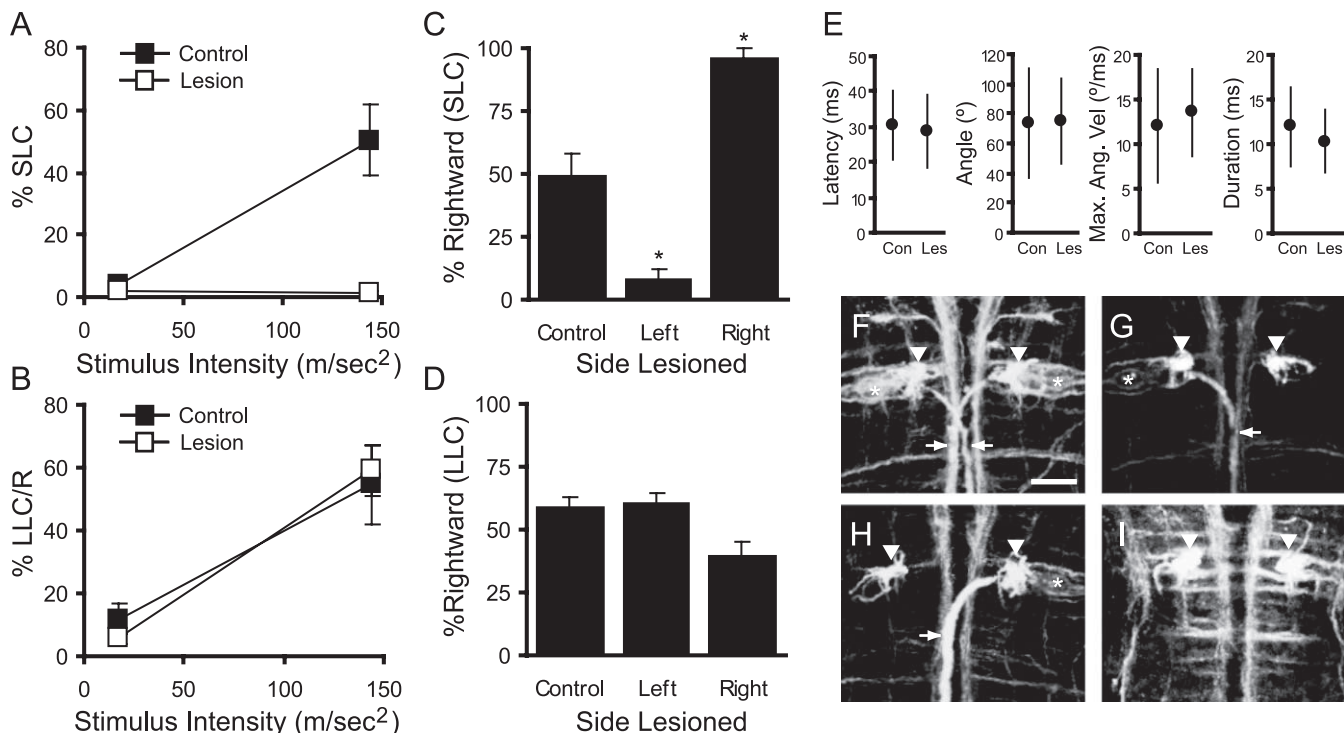 A
80
60
40
20
0
% SLC
Control
Lesion
0 50 100 150
Stimulus Intensity (m/sec2)
B
80
60
40
20
0
% LLC/R
Control
Lesion
0 50 100 150
Stimulus Intensity (m/sec2)
C
100
75
50
25
0
% Rightward (SLC)
*
*
Control Left Right
Side Lesioned
D
100
75
50
25
0
%Rightward (LLC)
Control Left Right
Side Lesioned
E
50
40
30
20
10
0
Latency (ms)
Con Les
120
100
80
60
40
20
0
Angle (º)
Con Les
20
15
10
5
0
Max. Ang. Vel (º/ms)
Con Les
20
15
10
5
0
Duration (ms)
Con Les
F
* *
G
*
H
*
I